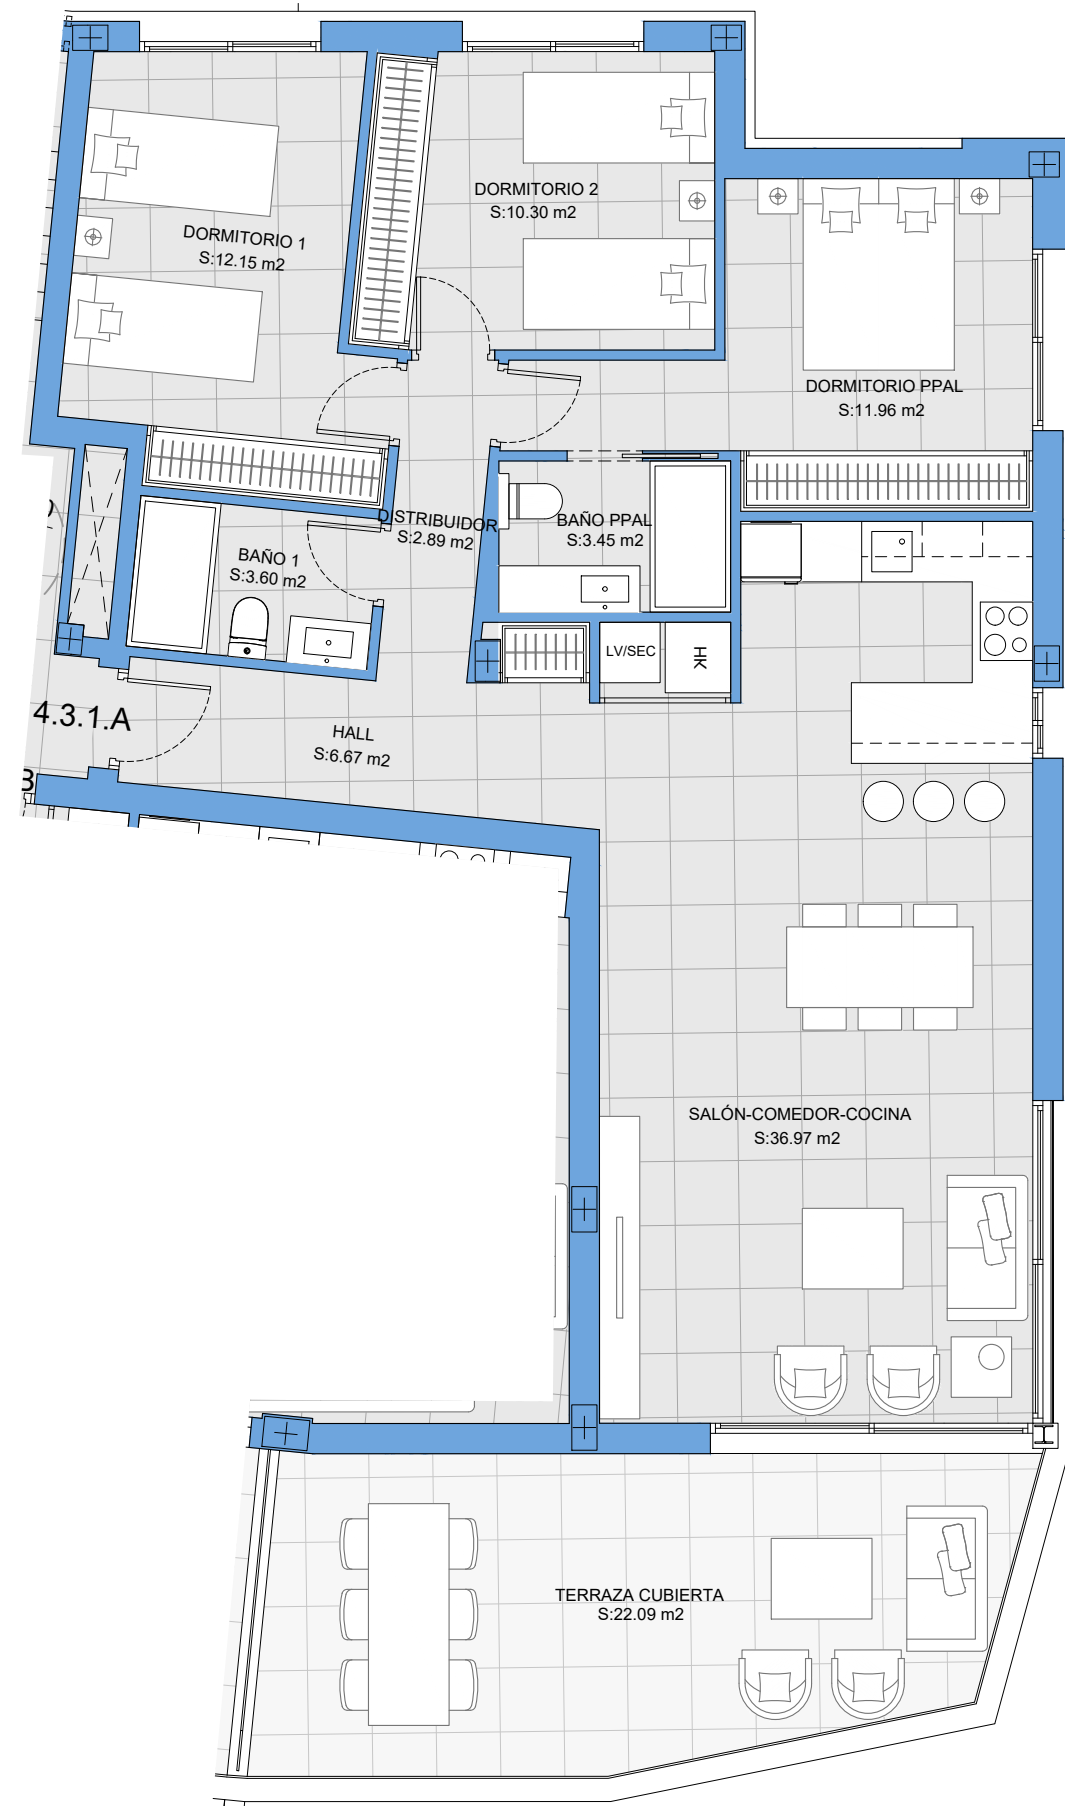 DORMITORIO 2
S:10.30 m2
DORMITORIO 1
S:12.15 m2
DORMITORIO PPAL
S:11.96 m2
DISTRIBUIDOR
S:2.89 m2
BAÑO PPAL
S:3.45 m2
BAÑO 1
S:3.60 m2
LV/SEC
HK
4.3.1.A
HALL
S:6.67 m2
B
SALÓN-COMEDOR-COCINA
S:36.97 m2
TERRAZA CUBIERTA
S:22.09 m2